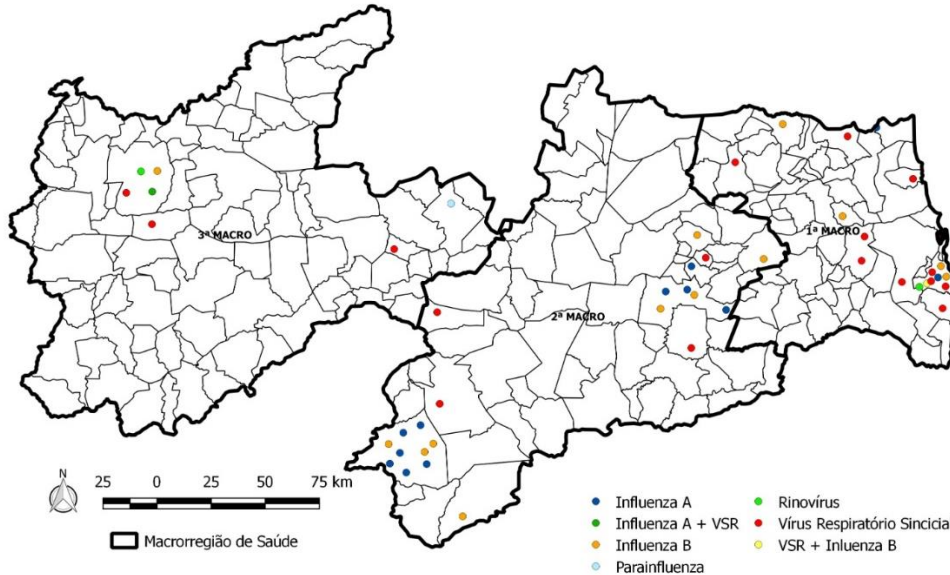 1ª MACRO
3ª MACRO
2ª MACRO
N
25 0 25 50 75 km
Macrorregião de Saúde
Influenza A
Influenza A + VSR
Influenza B
Parainfluenza
Rinovírus
Vírus Respiratório Sincicia
VSR + Inluenza B